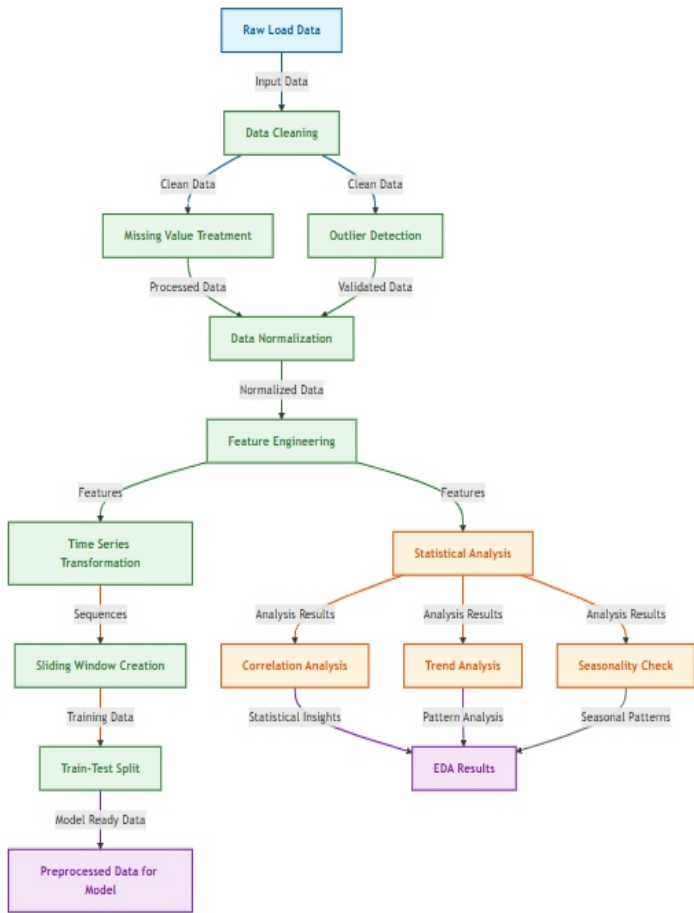 Raw Load Data
Input Data
Data Cleaning
Clean Data
Clean Data
Missing Value Treatment
Outlier Detection
Processed Data
Validated Data
Data Normalization
Normalized Data
Feature Engineering
Features
Features
Time Series
Transformation
Statistical Analysis
Sequences
Analysis Results
Analysis Results
Analysis Results
Sliding Window Creation
Correlation Analysis
Trend Analysis
Seasonality Check
Training Data
Statistical Insights
Pattern Analysis
Seasonal Patterns
Train-Test Split
EDA Results
Model Ready Data
Preprocessed Data for
Model